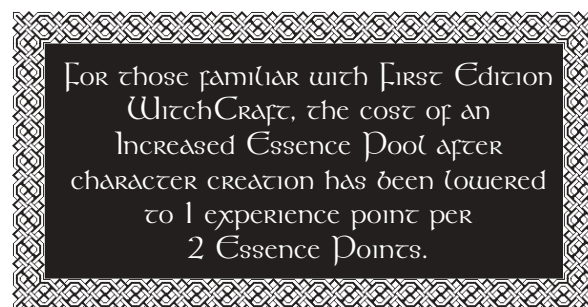 For those familiar with First Edition
WitchCraft, the cost of an
Increased Essence Pool after
character creation has been lowered
to 1 experience point per
2 Essence Points.